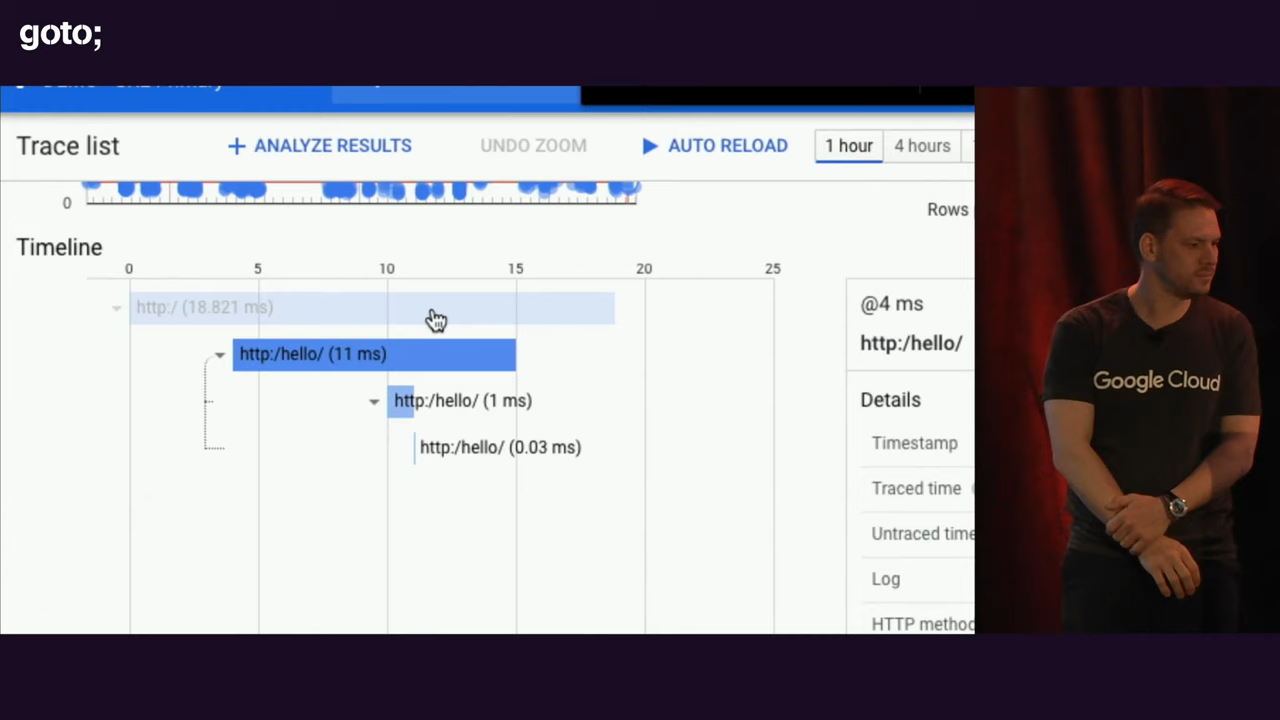 goto;
Trace list
+ ANALYZE RESULTS
UNDO ZOOM
AUTO RELOAD
1 hour
4 hours
0
Rows
Timeline
0 5 10 15 20 25
http:/ (18.821 ms)
http:/hello/ (11 ms)
http:/hello/ (1 ms)
http:/hello/ (0.03 ms)
@4 ms
http:/hello/
Details
Timestamp
Traced time
Untraced time
Log
HTTP method
Google Cloud